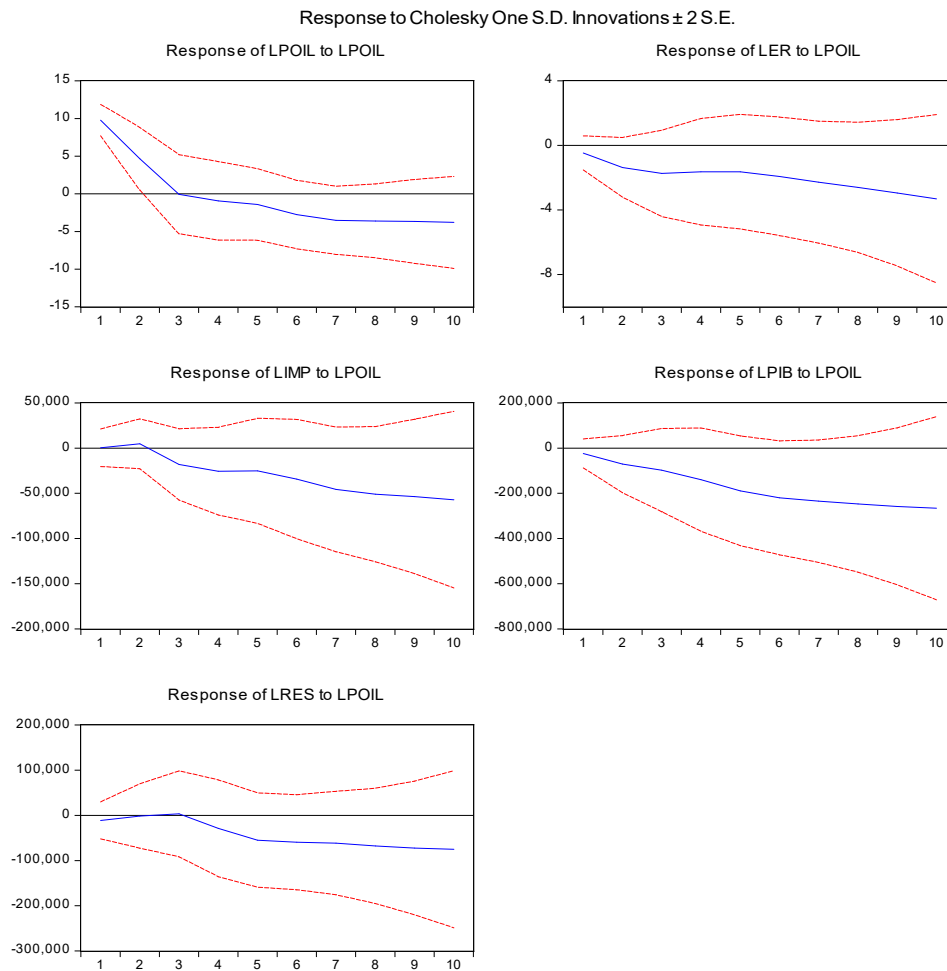 Response to Cholesky One S.D. Innovations ± 2 S.E.
Response of LPOIL to LPOIL
15
10
5
0
-5
-10
-15
1 2 3 4 5 6 7 8 9 10
Response of LER to LPOIL
4
0
-4
-8
1 2 3 4 5 6 7 8 9 10
Response of LIMP to LPOIL
50,000
0
-50,000
-100,000
-150,000
-200,000
1 2 3 4 5 6 7 8 9 10
Response of LPIB to LPOIL
200,000
0
-200,000
-400,000
-600,000
-800,000
1 2 3 4 5 6 7 8 9 10
Response of LRES to LPOIL
200,000
100,000
0
-100,000
-200,000
-300,000
1 2 3 4 5 6 7 8 9 10